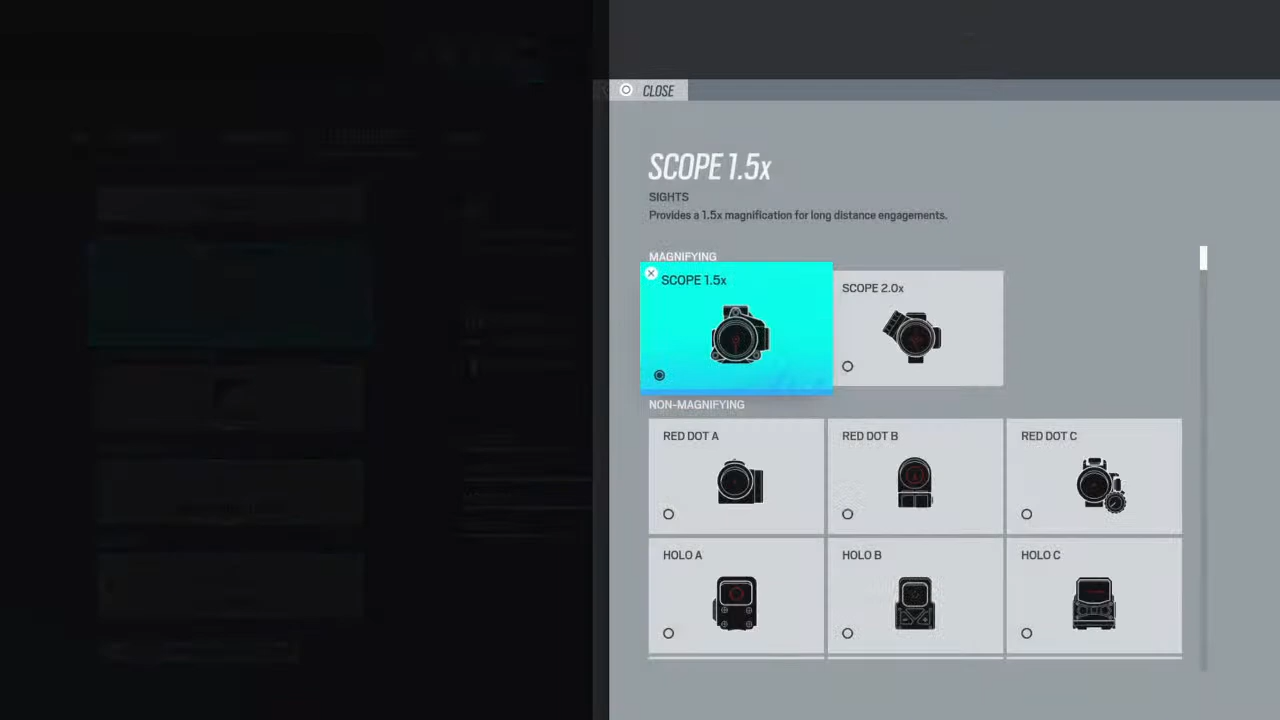 CLOSE
SCOPE 1.5x
SIGHTS
Provides a 1.5x magnification for long distance engagements.
MAGNIFYING
SCOPE 1.5x
SCOPE 2.0x
NON-MAGNIFYING
RED DOT A
RED DOT B
RED DOT C
HOLO A
HOLO B
HOLO C